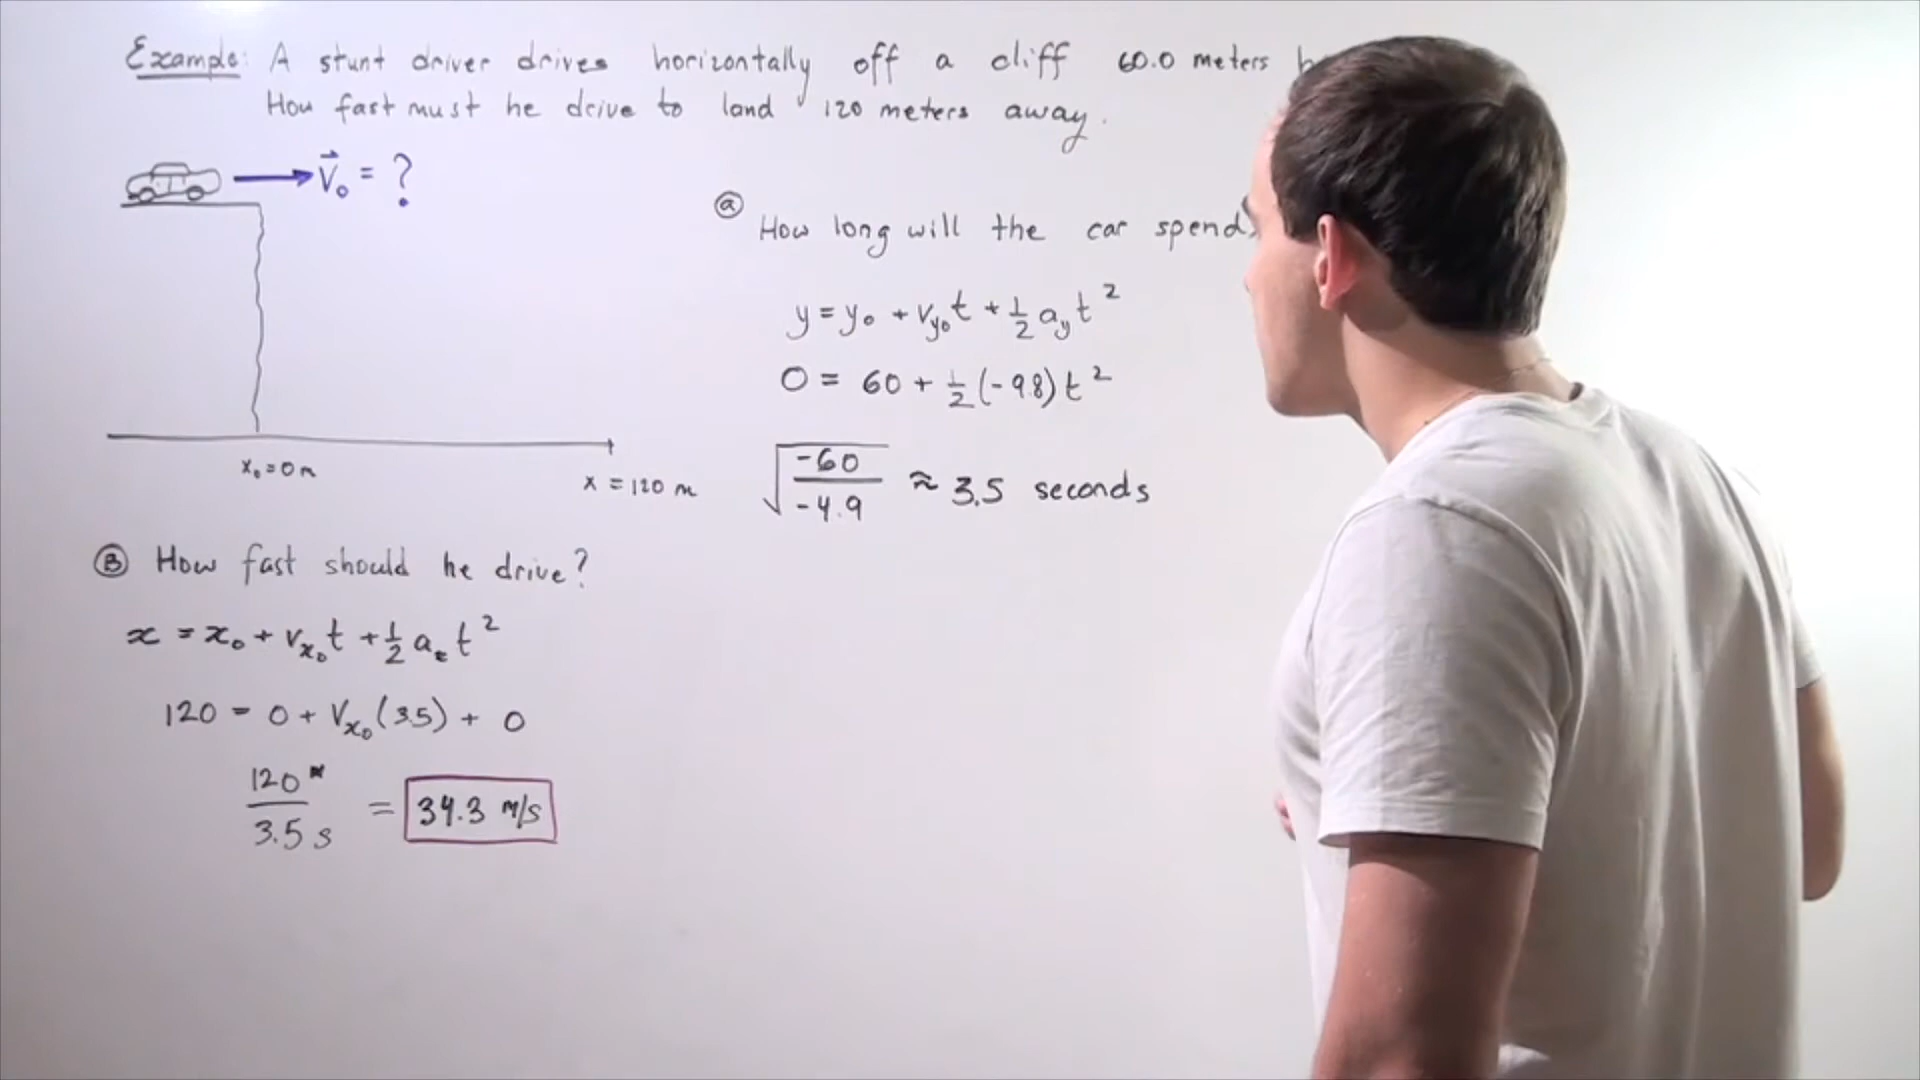 Example: A stunt driver drives horizontally off a cliff 60.0 meters
How fast must he drive to land 120 meters away.
V₀ = ?
x₀ = 0 m
x = 120 m
ⓐ How long will the car spend
y = y₀ + v_y₀ t + 1/2 a_y t²
0 = 60 + 1/2 (-9.8) t²
√(-60/-4.9) ≈ 3.5 seconds
Ⓑ How fast should he drive?
x = x₀ + v_x₀ t + 1/2 a_x t²
120 = 0 + V_x₀ (3.5) + 0
120 m / 3.5 s = 34.3 m/s